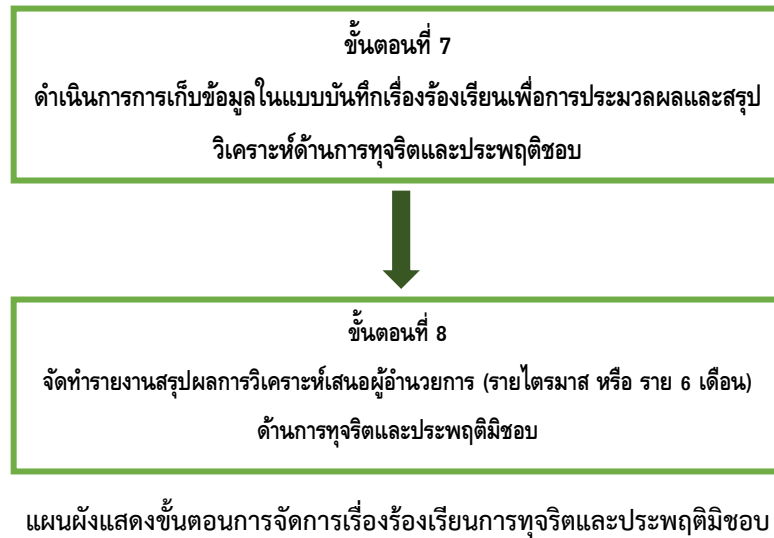 ขั้นตอนที่ 7
ดำเนินการการเก็บข้อมูลในแบบบันทึกเรื่องร้องเรียนเพื่อการประมวลผลและสรุป
วิเคราะห์ด้านการทุจริตและประพฤติชอบ
ขั้นตอนที่ 8
จัดทำรายงานสรุปผลการวิเคราะห์เสนอผู้อำนวยการ (รายไตรมาส หรือ ราย 6 เดือน)
ด้านการทุจริตและประพฤติมิชอบ
แผนผังแสดงขั้นตอนการจัดการเรื่องร้องเรียนการทุจริตและประพฤติมิชอบ